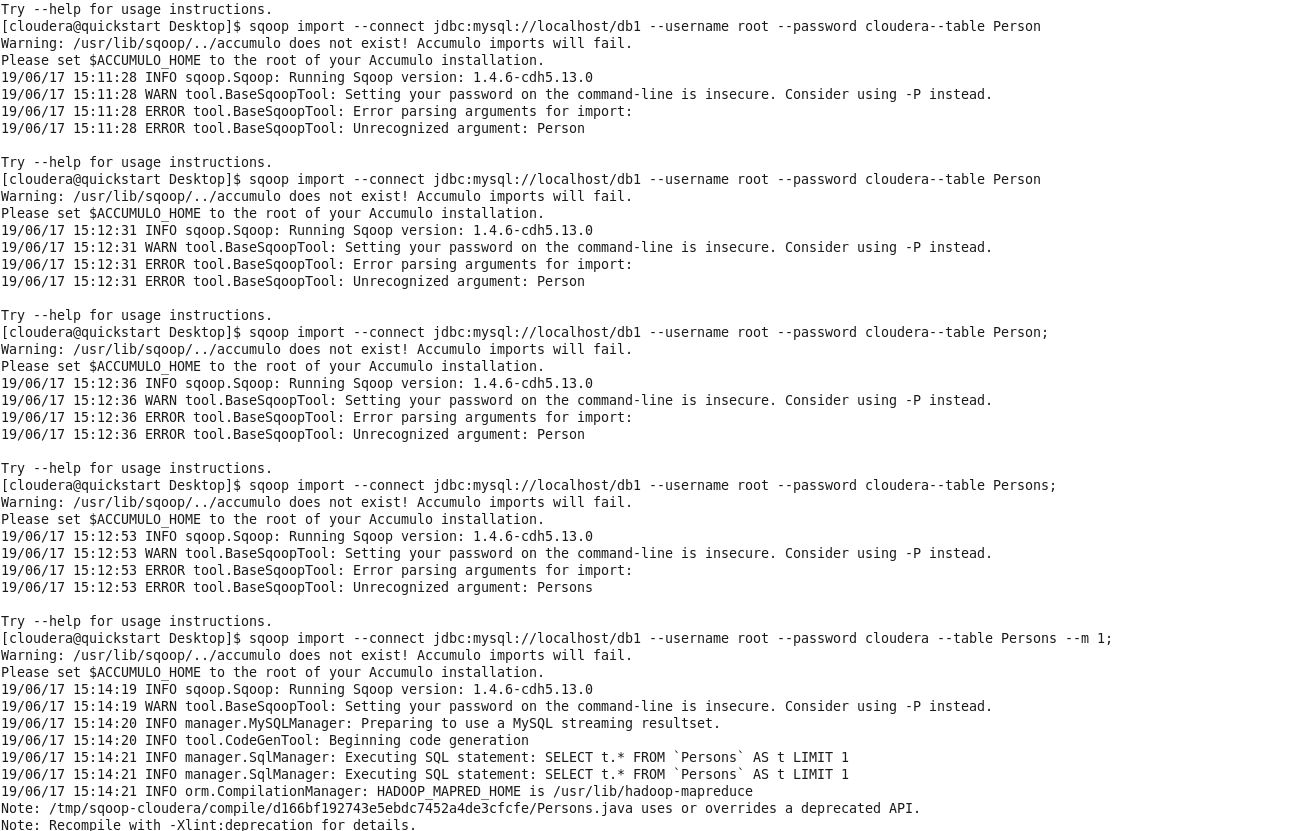 Try --help for usage instructions.
[cloudera@quickstart Desktop]$ sqoop import --connect jdbc:mysql://localhost/db1 --username root --password cloudera--table Person
Warning: /usr/lib/sqoop/../accumulo does not exist! Accumulo imports will fail.
Please set $ACCUMULO_HOME to the root of your Accumulo installation.
19/06/17 15:11:28 INFO sqoop.Sqoop: Running Sqoop version: 1.4.6-cdh5.13.0
19/06/17 15:11:28 WARN tool.BaseSqoopTool: Setting your password on the command-line is insecure. Consider using -P instead.
19/06/17 15:11:28 ERROR tool.BaseSqoopTool: Error parsing arguments for import:
19/06/17 15:11:28 ERROR tool.BaseSqoopTool: Unrecognized argument: Person

Try --help for usage instructions.
[cloudera@quickstart Desktop]$ sqoop import --connect jdbc:mysql://localhost/db1 --username root --password cloudera--table Person
Warning: /usr/lib/sqoop/../accumulo does not exist! Accumulo imports will fail.
Please set $ACCUMULO_HOME to the root of your Accumulo installation.
19/06/17 15:12:31 INFO sqoop.Sqoop: Running Sqoop version: 1.4.6-cdh5.13.0
19/06/17 15:12:31 WARN tool.BaseSqoopTool: Setting your password on the command-line is insecure. Consider using -P instead.
19/06/17 15:12:31 ERROR tool.BaseSqoopTool: Error parsing arguments for import:
19/06/17 15:12:31 ERROR tool.BaseSqoopTool: Unrecognized argument: Person

Try --help for usage instructions.
[cloudera@quickstart Desktop]$ sqoop import --connect jdbc:mysql://localhost/db1 --username root --password cloudera--table Person;
Warning: /usr/lib/sqoop/../accumulo does not exist! Accumulo imports will fail.
Please set $ACCUMULO_HOME to the root of your Accumulo installation.
19/06/17 15:12:36 INFO sqoop.Sqoop: Running Sqoop version: 1.4.6-cdh5.13.0
19/06/17 15:12:36 WARN tool.BaseSqoopTool: Setting your password on the command-line is insecure. Consider using -P instead.
19/06/17 15:12:36 ERROR tool.BaseSqoopTool: Error parsing arguments for import:
19/06/17 15:12:36 ERROR tool.BaseSqoopTool: Unrecognized argument: Person

Try --help for usage instructions.
[cloudera@quickstart Desktop]$ sqoop import --connect jdbc:mysql://localhost/db1 --username root --password cloudera--table Persons;
Warning: /usr/lib/sqoop/../accumulo does not exist! Accumulo imports will fail.
Please set $ACCUMULO_HOME to the root of your Accumulo installation.
19/06/17 15:12:53 INFO sqoop.Sqoop: Running Sqoop version: 1.4.6-cdh5.13.0
19/06/17 15:12:53 WARN tool.BaseSqoopTool: Setting your password on the command-line is insecure. Consider using -P instead.
19/06/17 15:12:53 ERROR tool.BaseSqoopTool: Error parsing arguments for import:
19/06/17 15:12:53 ERROR tool.BaseSqoopTool: Unrecognized argument: Persons

Try --help for usage instructions.
[cloudera@quickstart Desktop]$ sqoop import --connect jdbc:mysql://localhost/db1 --username root --password cloudera --table Persons --m 1;
Warning: /usr/lib/sqoop/../accumulo does not exist! Accumulo imports will fail.
Please set $ACCUMULO_HOME to the root of your Accumulo installation.
19/06/17 15:14:19 INFO sqoop.Sqoop: Running Sqoop version: 1.4.6-cdh5.13.0
19/06/17 15:14:19 WARN tool.BaseSqoopTool: Setting your password on the command-line is insecure. Consider using -P instead.
19/06/17 15:14:20 INFO manager.MySQLManager: Preparing to use a MySQL streaming resultset.
19/06/17 15:14:20 INFO tool.CodeGenTool: Beginning code generation
19/06/17 15:14:21 INFO manager.SqlManager: Executing SQL statement: SELECT t.* FROM `Persons` AS t LIMIT 1
19/06/17 15:14:21 INFO manager.SqlManager: Executing SQL statement: SELECT t.* FROM `Persons` AS t LIMIT 1
19/06/17 15:14:21 INFO orm.CompilationManager: HADOOP_MAPRED_HOME is /usr/lib/hadoop-mapreduce
Note: /tmp/sqoop-cloudera/compile/d166bf192743e5ebdc7452a4de3cfcfe/Persons.java uses or overrides a deprecated API.
Note: Recompile with -Xlint:deprecation for details.